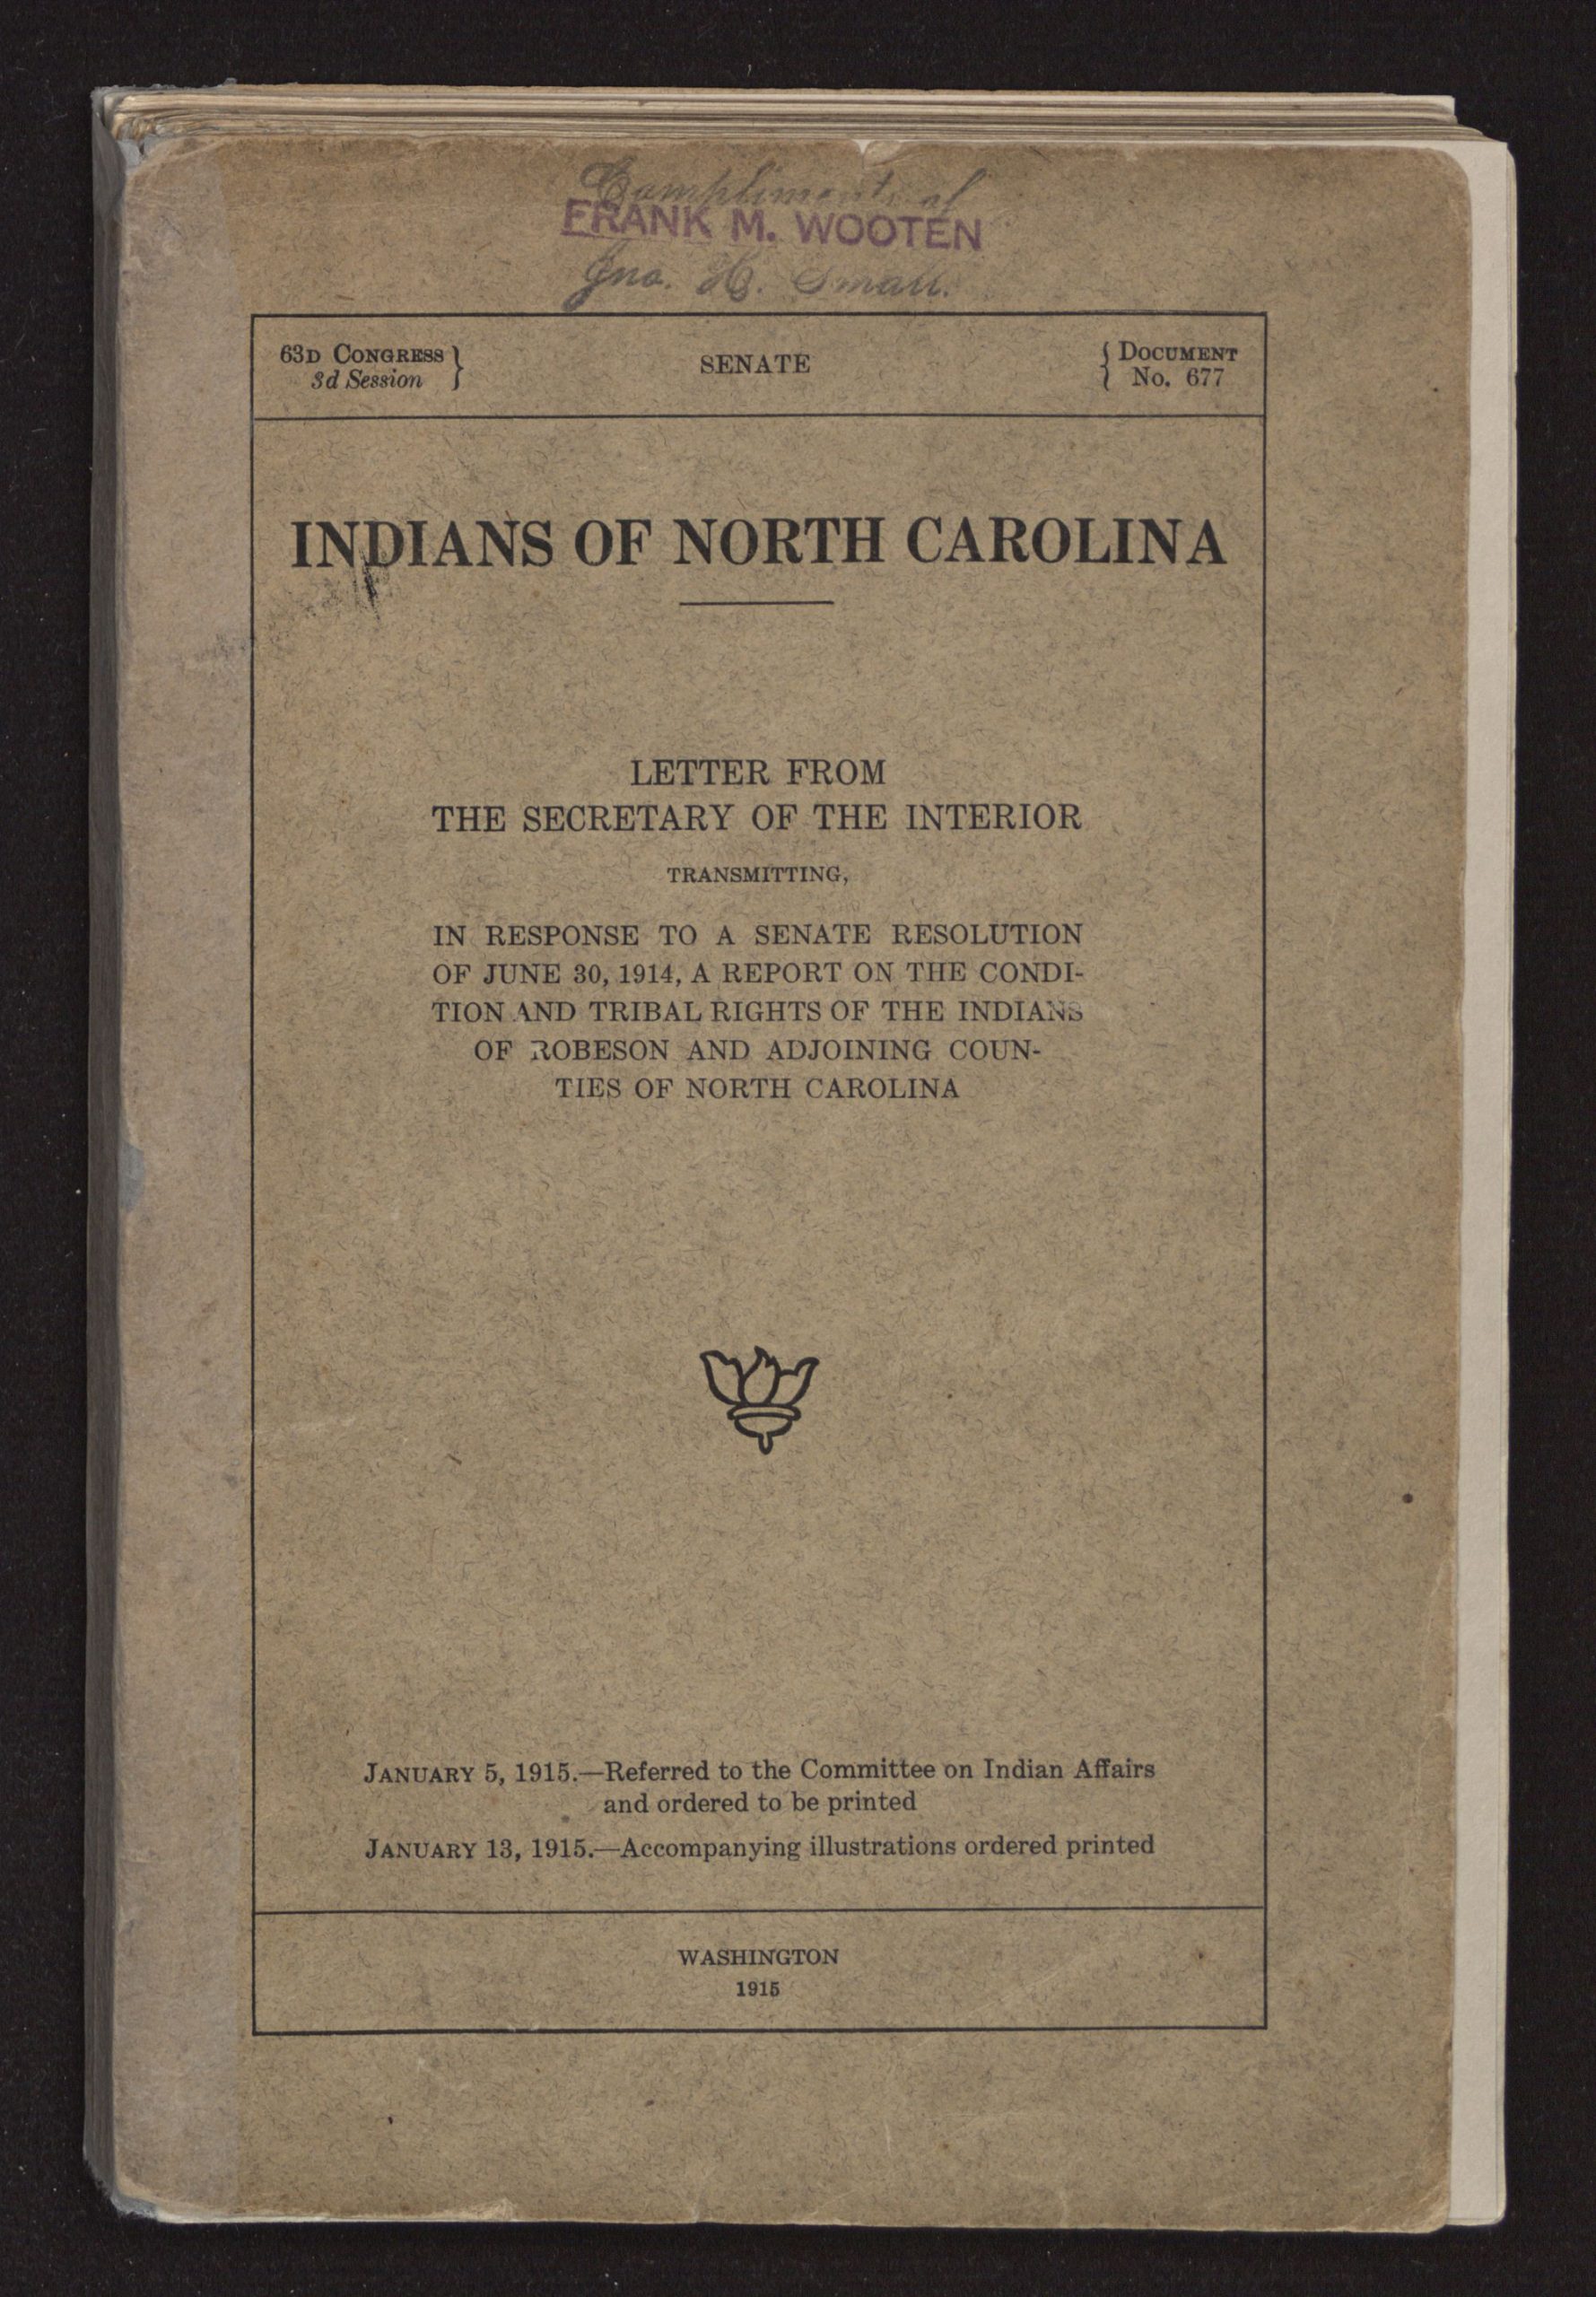 Compliments of
FRANK M. WOOTEN
Jno. H. Small.
63D CONGRESS
3d Session
SENATE
DOCUMENT
No. 677
INDIANS OF NORTH CAROLINA
LETTER FROM
THE SECRETARY OF THE INTERIOR
TRANSMITTING,
IN RESPONSE TO A SENATE RESOLUTION
OF JUNE 30, 1914, A REPORT ON THE CONDI-
TION AND TRIBAL RIGHTS OF THE INDIANS
OF ROBESON AND ADJOINING COUN-
TIES OF NORTH CAROLINA
JANUARY 5, 1915.—Referred to the Committee on Indian Affairs
and ordered to be printed
JANUARY 13, 1915.—Accompanying illustrations ordered printed
WASHINGTON
1915